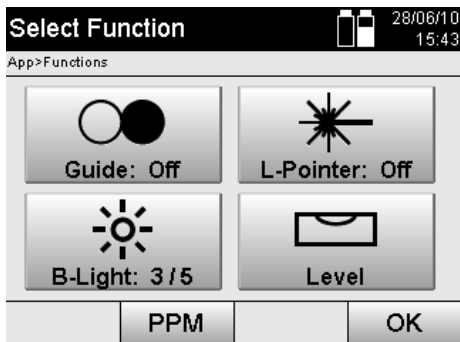 Select Function
28/06/10
15:43
App>Functions
Guide: Off
L-Pointer: Off
B-Light: 3/5
Level
PPM
OK